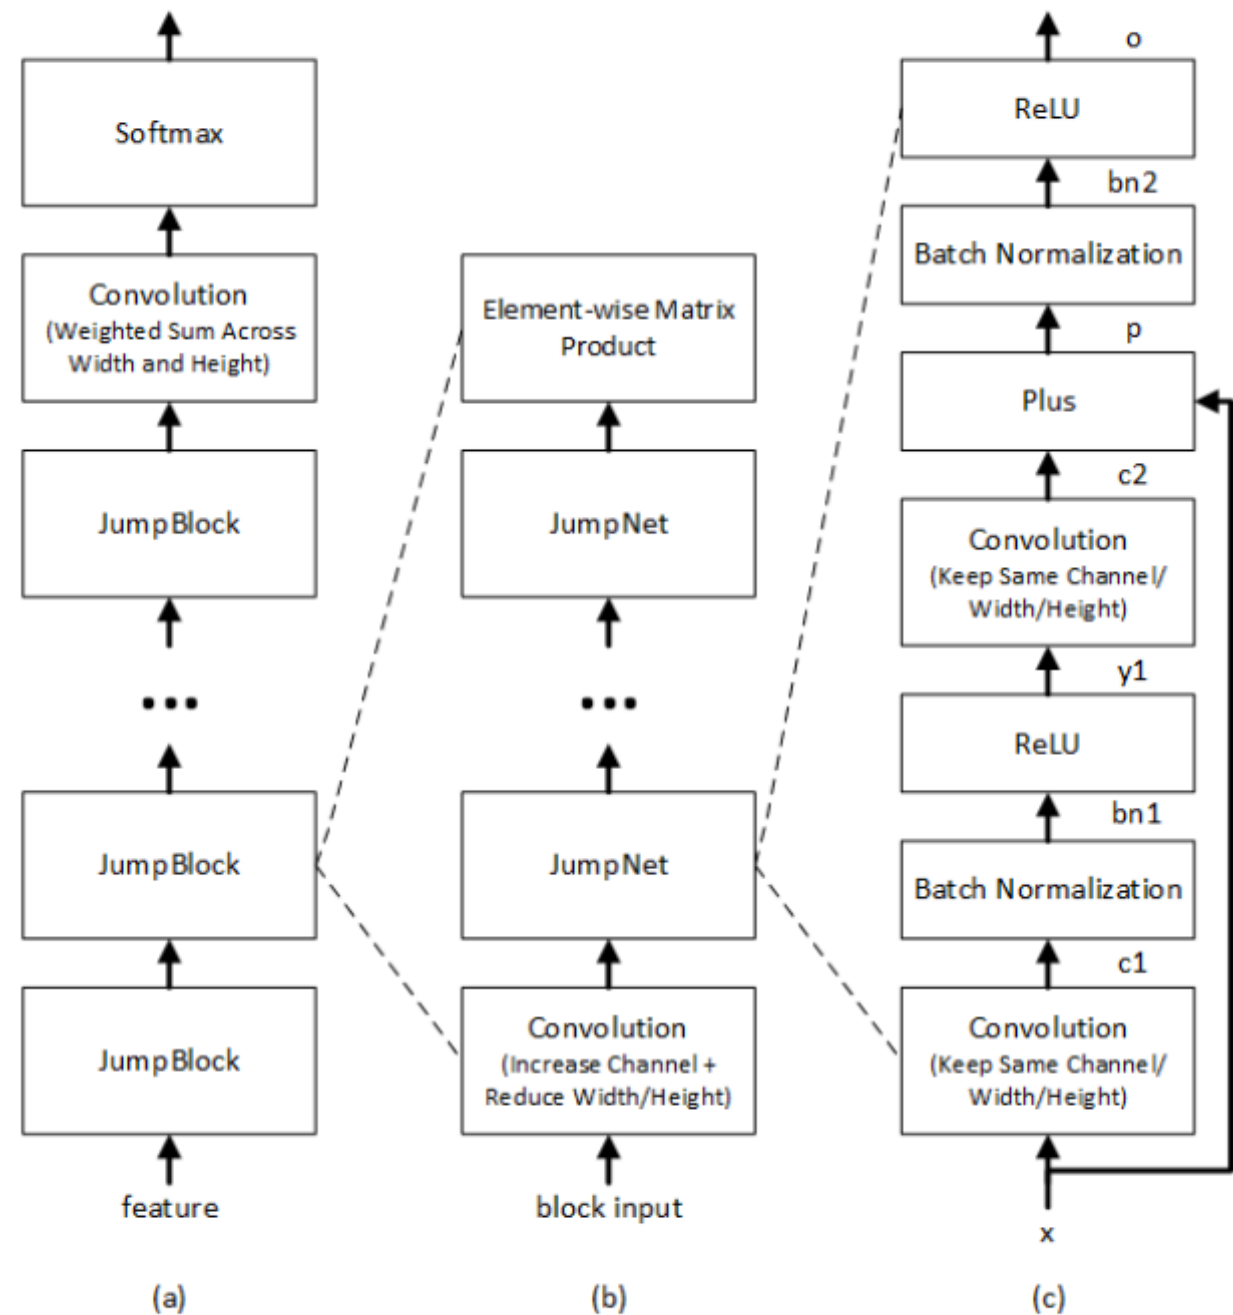 Softmax
Convolution
(Weighted Sum Across
Width and Height)
JumpBlock
...
JumpBlock
JumpBlock
feature
(a)
Element-wise Matrix
Product
JumpNet
...
JumpNet
Convolution
(Increase Channel +
Reduce Width/Height)
block input
(b)
o
ReLU
bn2
Batch Normalization
p
Plus
c2
Convolution
(Keep Same Channel/
Width/Height)
y1
ReLU
bn1
Batch Normalization
c1
Convolution
(Keep Same Channel/
Width/Height)
x
(c)